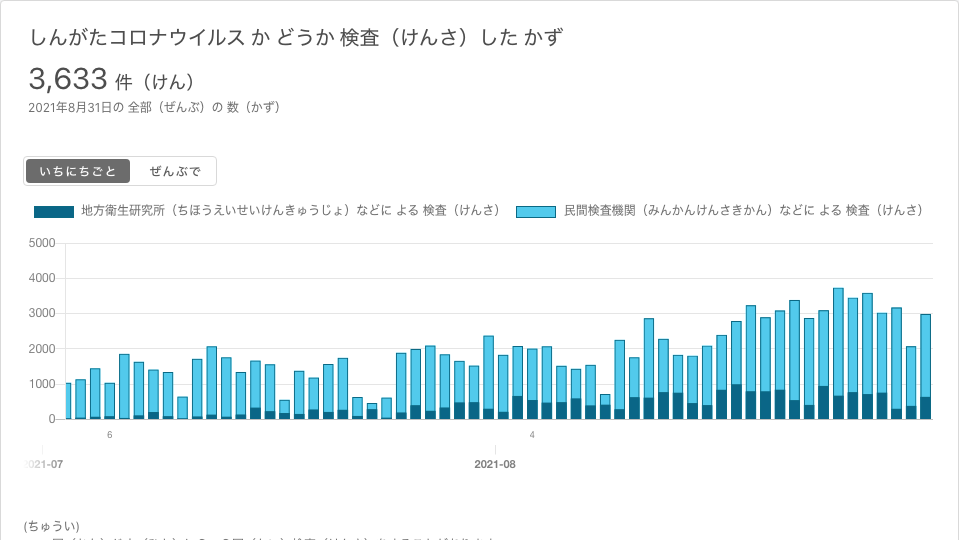 しんがたコロナウイルス か どうか 検査（けんさ）した かず
3,633 件（けん）
2021年8月31日の 全部（ぜんぶ）の 数（かず）
いちにちごと ぜんぶで
地方衛生研究所（ちほうえいせいけんきゅうじょ）などに よる 検査（けんさ） 民間検査機関（みんかんけんさきかん）などに よる 検査（けんさ）
5000
4000
3000
2000
1000
0
6 4
021-07 2021-08
(ちゅうい)